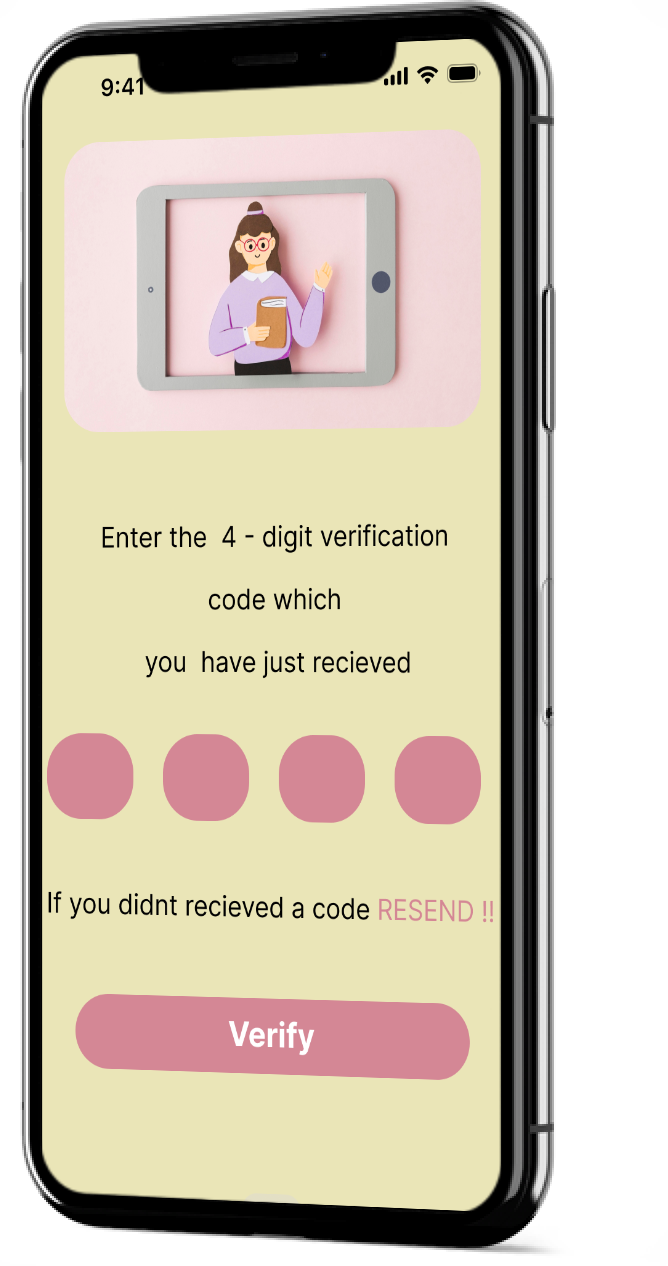 9:41
Enter the 4 - digit verification
code which
you have just recieved
If you didnt recieved a code RESEND !!
Verify